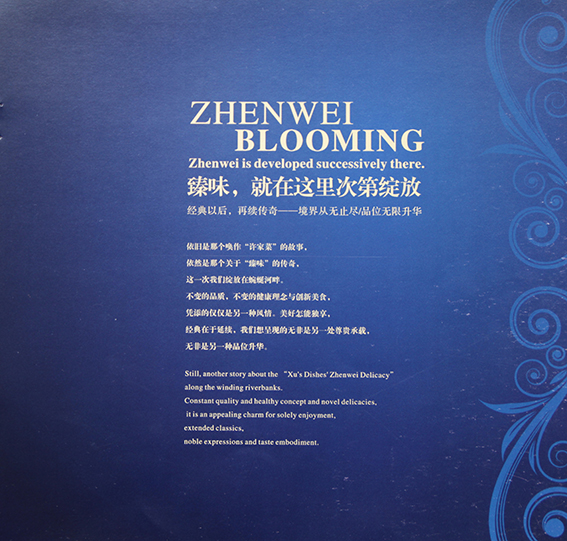 ZHENWEI
BLOOMING
Zhenwei is developed successively there.
臻味，就在这里次第绽放
经典以后，再续传奇——境界从无止尽/品位无限升华
依旧是那个唤作“许家菜”的故事，
依然是那个关于“臻味”的传奇，
这一次我们绽放在蜿蜒河畔。
不变的品质，不变的健康理念与创新美食，
凭添的仅仅是另一种风情。美好怎能独享，
经典在于延续，我们想呈现的无非是另一处尊贵承载，
无非是另一种品位升华。
Still, another story about the “Xu's Dishes' Zhenwei Delicacy”
along the winding riverbanks.
Constant quality and healthy concept and novel delicacies,
it is an appealing charm for solely enjoyment,
extended classics,
noble expressions and taste embodiment.